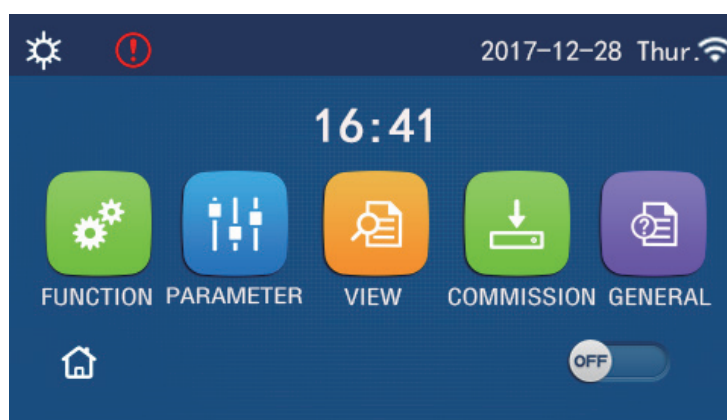 2017-12-28 Thur.
16:41
FUNCTION PARAMETER VIEW COMMISSION GENERAL
OFF